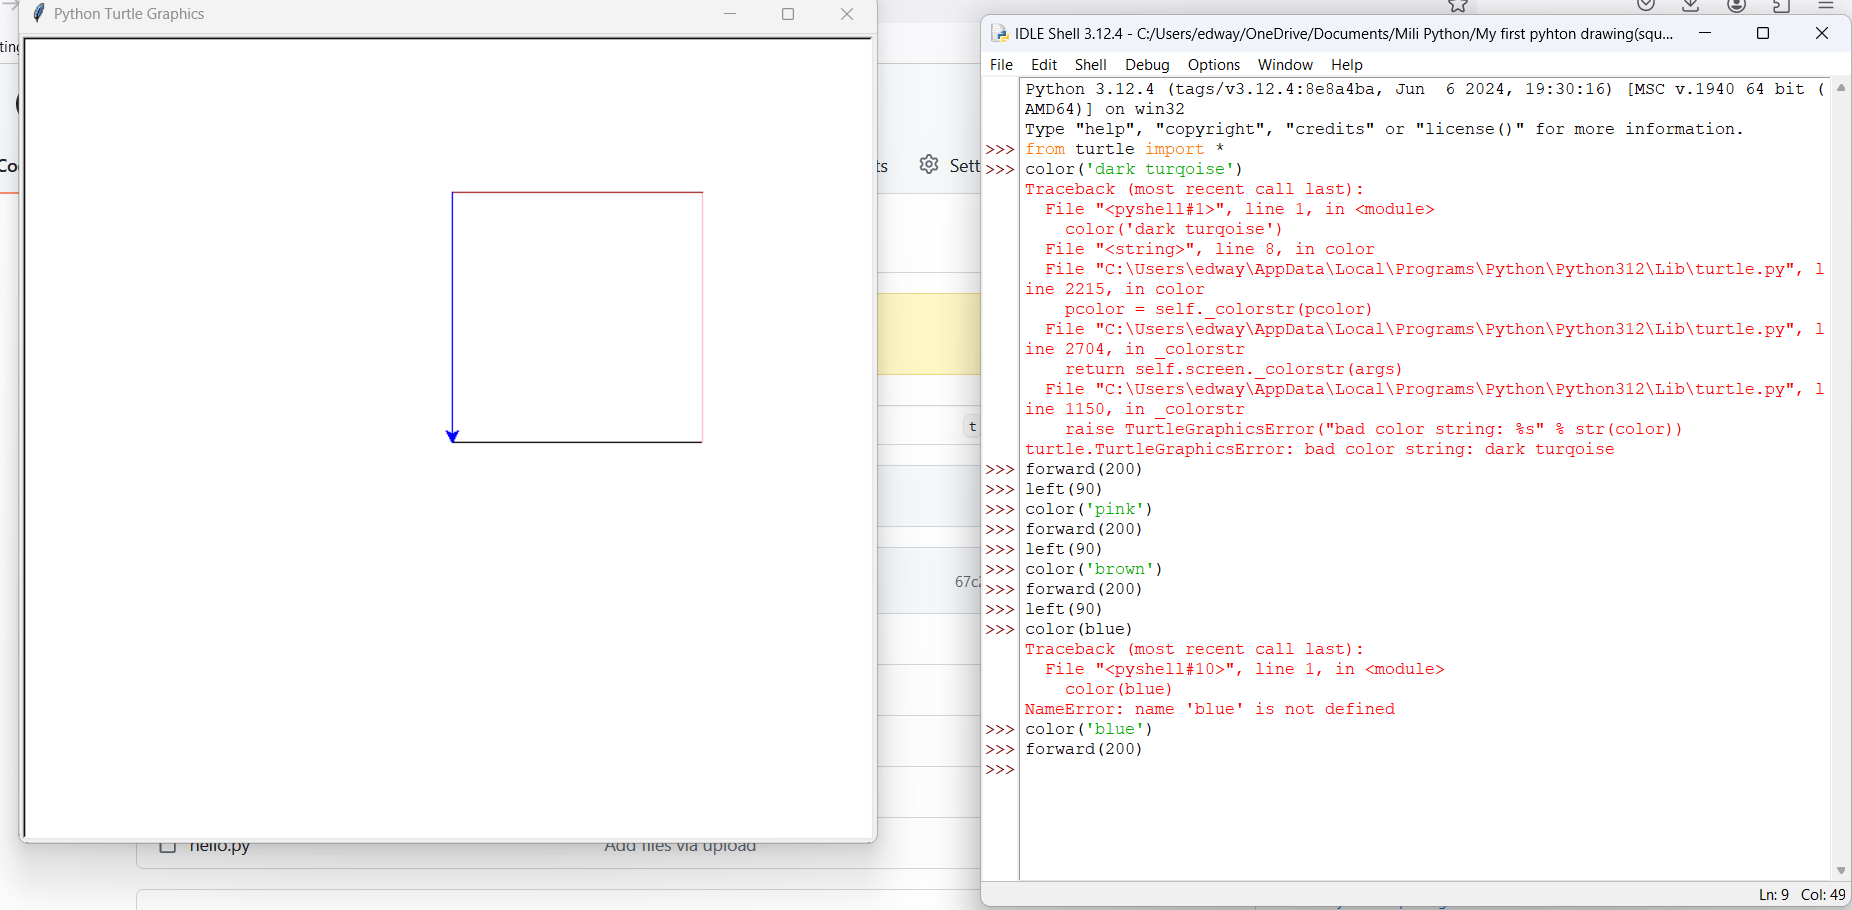 Python Turtle Graphics
ts
Sett
t
67c
hello.py
Add files via upload
IDLE Shell 3.12.4 - C:/Users/edway/OneDrive/Documents/Mili Python/My first pyhton drawing(squ...
File Edit Shell Debug Options Window Help
Python 3.12.4 (tags/v3.12.4:8e8a4ba, Jun  6 2024, 19:30:16) [MSC v.1940 64 bit (
AMD64)] on win32
Type "help", "copyright", "credits" or "license()" for more information.
>>> from turtle import *
>>> color('dark turqoise')
Traceback (most recent call last):
  File "<pyshell#1>", line 1, in <module>
    color('dark turqoise')
  File "<string>", line 8, in color
  File "C:\Users\edway\AppData\Local\Programs\Python\Python312\Lib\turtle.py", l
ine 2215, in color
    pcolor = self._colorstr(pcolor)
  File "C:\Users\edway\AppData\Local\Programs\Python\Python312\Lib\turtle.py", l
ine 2704, in _colorstr
    return self.screen._colorstr(args)
  File "C:\Users\edway\AppData\Local\Programs\Python\Python312\Lib\turtle.py", l
ine 1150, in _colorstr
    raise TurtleGraphicsError("bad color string: %s" % str(color))
turtle.TurtleGraphicsError: bad color string: dark turqoise
>>> forward(200)
>>> left(90)
>>> color('pink')
>>> forward(200)
>>> left(90)
>>> color('brown')
>>> forward(200)
>>> left(90)
>>> color(blue)
Traceback (most recent call last):
  File "<pyshell#10>", line 1, in <module>
    color(blue)
NameError: name 'blue' is not defined
>>> color('blue')
>>> forward(200)
>>>
Ln: 9 Col: 49